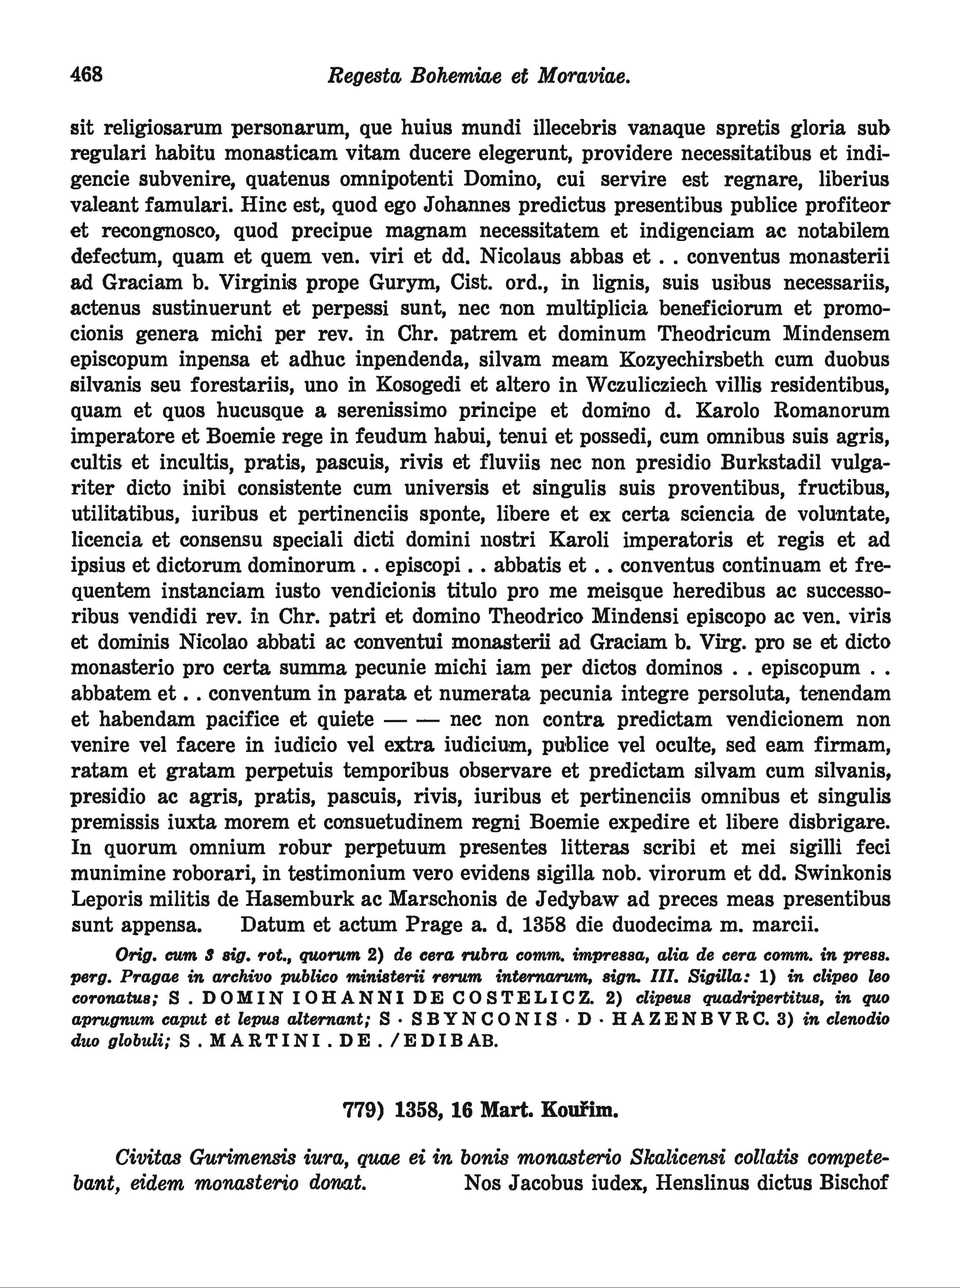 468 Regesta Bohemiae et Moraviae.
sit religiosarum personarum, que huius mundi illecebris vanaque spretis gloria sub
regulari habitu monasticam vitam ducere elegerunt, providere necessitatibus et indi-
gencie subvenire, quatenus omnipotenti Domino, cui servire est regnare, liberius
valeant famulari. Hinc est, quod ego Johannes predictus presentibus publice profiteor
et recongnosco, quod precipue magnam necessitatem et indigenciam ac notabilem
defectum, quam et quem ven. viri et dd. Nicolaus abbas et . . conventus monasterii
ad Graciam b. Virginis prope Gurym, Cist. ord., in lignis, suis usibus necessariis,
actenus sustinuerunt et perpessi sunt, nec non multiplicia beneficiorum et promo-
cionis genera michi per rev. in Chr. patrem et dominum Theodricum Mindensem
episcopum inpensa et adhuc inpendenda, silvam meam Kozyechirsbeth cum duobus
silvanis seu forestariis, uno in Kosogedi et altero in Wczulicziech villis residentibus,
quam et quos hucusque a serenissimo principe et domino d. Karolo Romanorum
imperatore et Boemie rege in feudum habui, tenui et possedi, cum omnibus suis agris,
cultis et incultis, pratis, pascuis, rivis et fluviis nec non presidio Burkstadil vulga-
riter dicto inibi consistente cum universis et singulis suis proventibus, fructibus,
utilitatibus, iuribus et pertinenciis sponte, libere et ex certa sciencia de voluntate,
licencia et consensu speciali dicti domini nostri Karoli imperatoris et regis et ad
ipsius et dictorum dominorum . . episcopi . . abbatis et . . conventus continuam et fre-
quentem instanciam iusto vendicionis titulo pro me meisque heredibus ac successo-
ribus vendidi rev. in Chr. patri et domino Theodrico Mindensi episcopo ac ven. viris
et dominis Nicolao abbati ac conventui monasterii ad Graciam b. Virg. pro se et dicto
monasterio pro certa summa pecunie michi iam per dictos dominos . . episcopum . .
abbatem et . . conventum in parata et numerata pecunia integre persoluta, tenendam
et habendam pacifice et quiete — — nec non contra predictam vendicionem non
venire vel facere in iudicio vel extra iudicium, publice vel oculte, sed eam firmam,
ratam et gratam perpetuis temporibus observare et predictam silvam cum silvanis,
presidio ac agris, pratis, pascuis, rivis, iuribus et pertinenciis omnibus et singulis
premissis iuxta morem et consuetudinem regni Boemie expedire et libere disbrigare.
In quorum omnium robur perpetuum presentes litteras scribi et mei sigilli feci
munimine roborari, in testimonium vero evidens sigilla nob. virorum et dd. Swinkonis
Leporis militis de Hasemburk ac Marschonis de Jedybaw ad preces meas presentibus
sunt appensa. Datum et actum Prage a. d. 1358 die duodecima m. marcii.
Orig. cum 3 sig. rot., quorum 2) de cera rubra comm. impressa, alia de cera comm. in press.
perg. Pragae in archivo publico ministerii rerum internarum, sign. III. Sigilla: 1) in clipeo leo
coronatus; S . DOMIN IOHANNI DE COSTELICZ. 2) clipeus quadripertitus, in quo
aprugnum caput et lepus alternant; S · SBYNCONIS · D · HAZENBVRC. 3) in clenodio
duo globuli; S . MARTINI . DE . /EDIBAB.
779) 1358, 16 Mart. Kouřim.
Civitas Gurimensis iura, quae ei in bonis monasterio Skalicensi collatis compete-
bant, eidem monasterio donat. Nos Jacobus iudex, Henslinus dictus Bischof